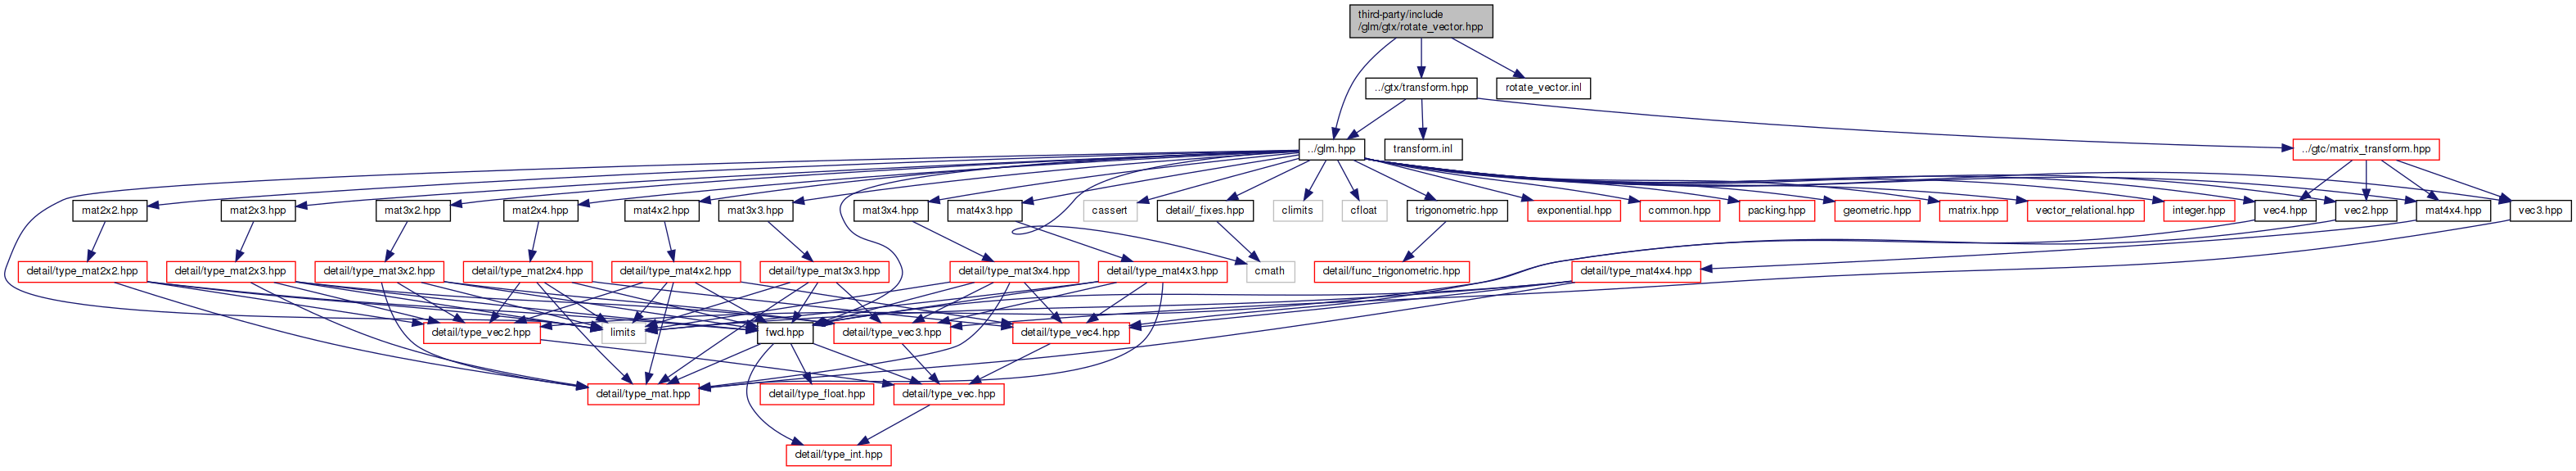 third-party/include
/glm/gtx/rotate_vector.hpp
../gtx/transform.hpp
rotate_vector.inl
../glm.hpp
transform.inl
../gtc/matrix_transform.hpp
mat2x2.hpp
mat2x3.hpp
mat3x2.hpp
mat2x4.hpp
mat4x2.hpp
mat3x3.hpp
mat3x4.hpp
mat4x3.hpp
cassert
detail/_fixes.hpp
climits
cfloat
trigonometric.hpp
exponential.hpp
common.hpp
packing.hpp
geometric.hpp
matrix.hpp
vector_relational.hpp
integer.hpp
vec4.hpp
vec2.hpp
mat4x4.hpp
vec3.hpp
detail/type_mat2x2.hpp
detail/type_mat2x3.hpp
detail/type_mat3x2.hpp
detail/type_mat2x4.hpp
detail/type_mat4x2.hpp
detail/type_mat3x3.hpp
detail/type_mat3x4.hpp
detail/type_mat4x3.hpp
cmath
detail/func_trigonometric.hpp
detail/type_mat4x4.hpp
detail/type_vec2.hpp
limits
fwd.hpp
detail/type_vec3.hpp
detail/type_vec4.hpp
detail/type_mat.hpp
detail/type_float.hpp
detail/type_vec.hpp
detail/type_int.hpp